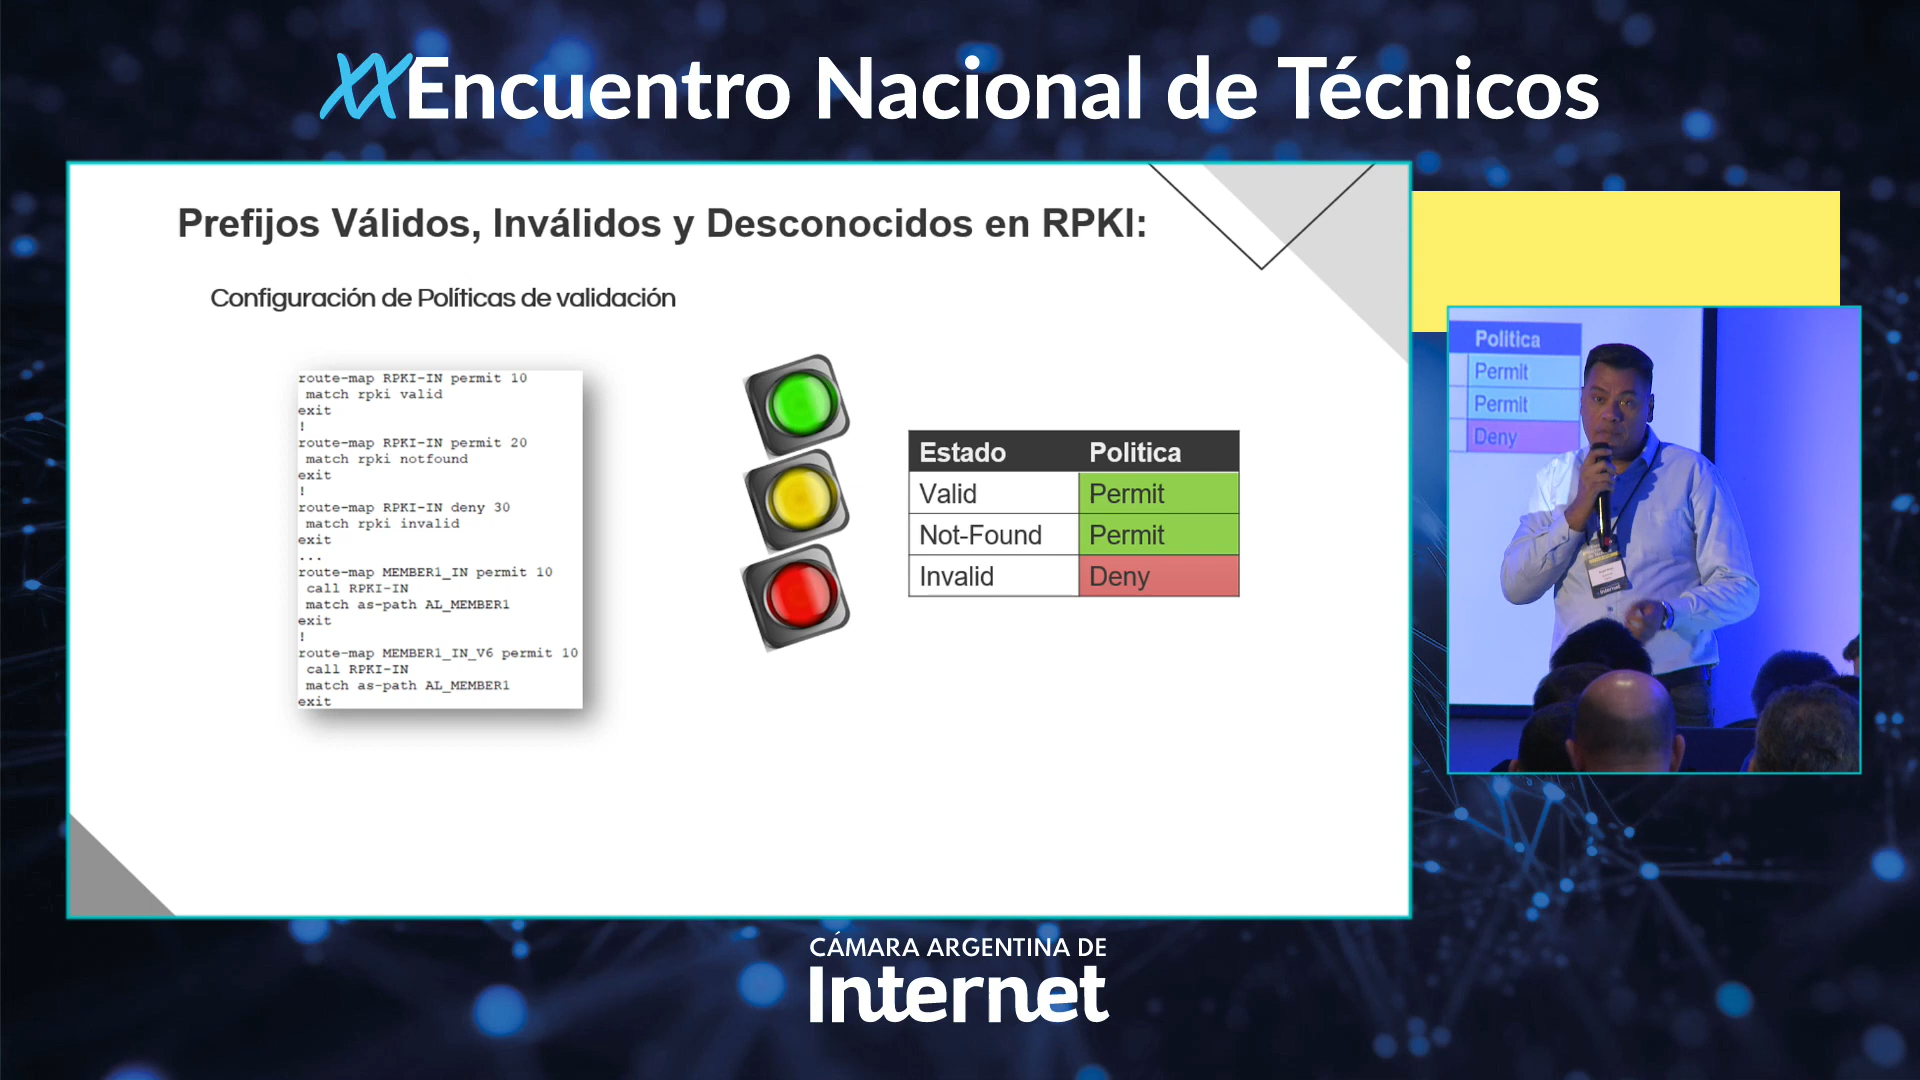 XX Encuentro Nacional de Técnicos
Prefijos Válidos, Inválidos y Desconocidos en RPKI:
Configuración de Políticas de validación
route-map RPKI-IN permit 10
match rpki valid
exit
!
route-map RPKI-IN permit 20
match rpki notfound
exit
!
route-map RPKI-IN deny 30
match rpki invalid
exit
...
route-map MEMBER1_IN permit 10
call RPKI-IN
match as-path AL_MEMBER1
exit
!
route-map MEMBER1_IN_V6 permit 10
call RPKI-IN
match as-path AL_MEMBER1
exit
Estado Politica
Valid Permit
Not-Found Permit
Invalid Deny
Politica
Permit
Permit
Deny
CÁMARA ARGENTINA DE
Internet